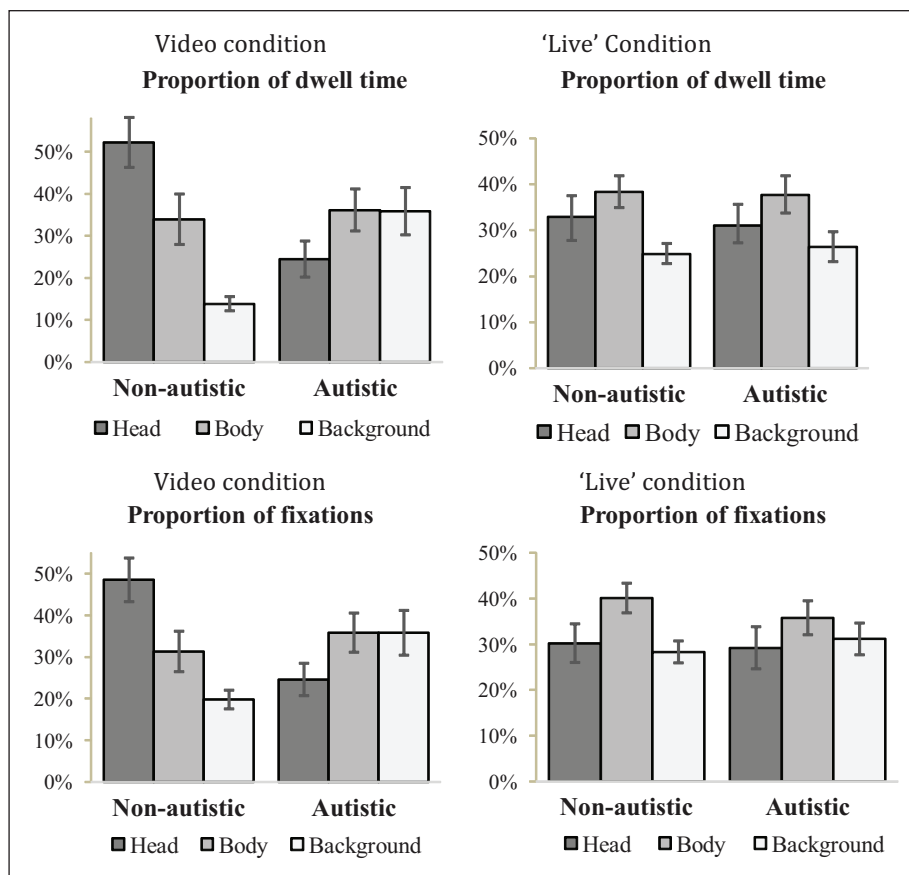 Video condition
Proportion of dwell time
50%
40%
30%
20%
10%
0%
Non-autistic Autistic
Head Body Background
‘Live’ Condition
Proportion of dwell time
50%
40%
30%
20%
10%
0%
Non-autistic Autistic
Head Body Background
Video condition
Proportion of fixations
50%
40%
30%
20%
10%
0%
Non-autistic Autistic
Head Body Background
‘Live’ condition
Proportion of fixations
50%
40%
30%
20%
10%
0%
Non-autistic Autistic
Head Body Background